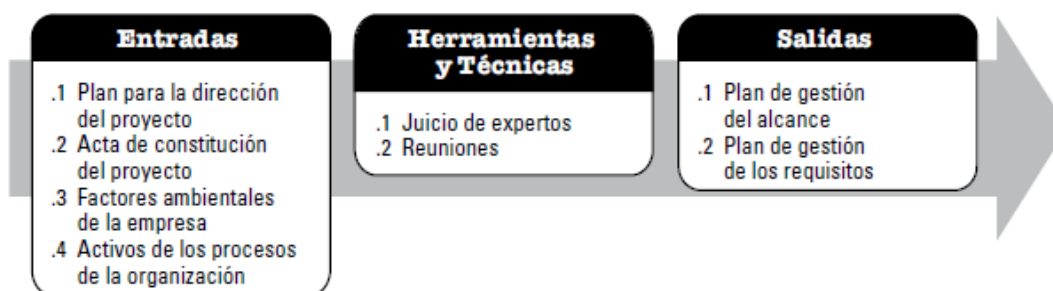 Entradas
.1 Plan para la dirección
del proyecto
.2 Acta de constitución
del proyecto
.3 Factores ambientales
de la empresa
.4 Activos de los procesos
de la organización
Herramientas
y Técnicas
.1 Juicio de expertos
.2 Reuniones
Salidas
.1 Plan de gestión
del alcance
.2 Plan de gestión
de los requisitos